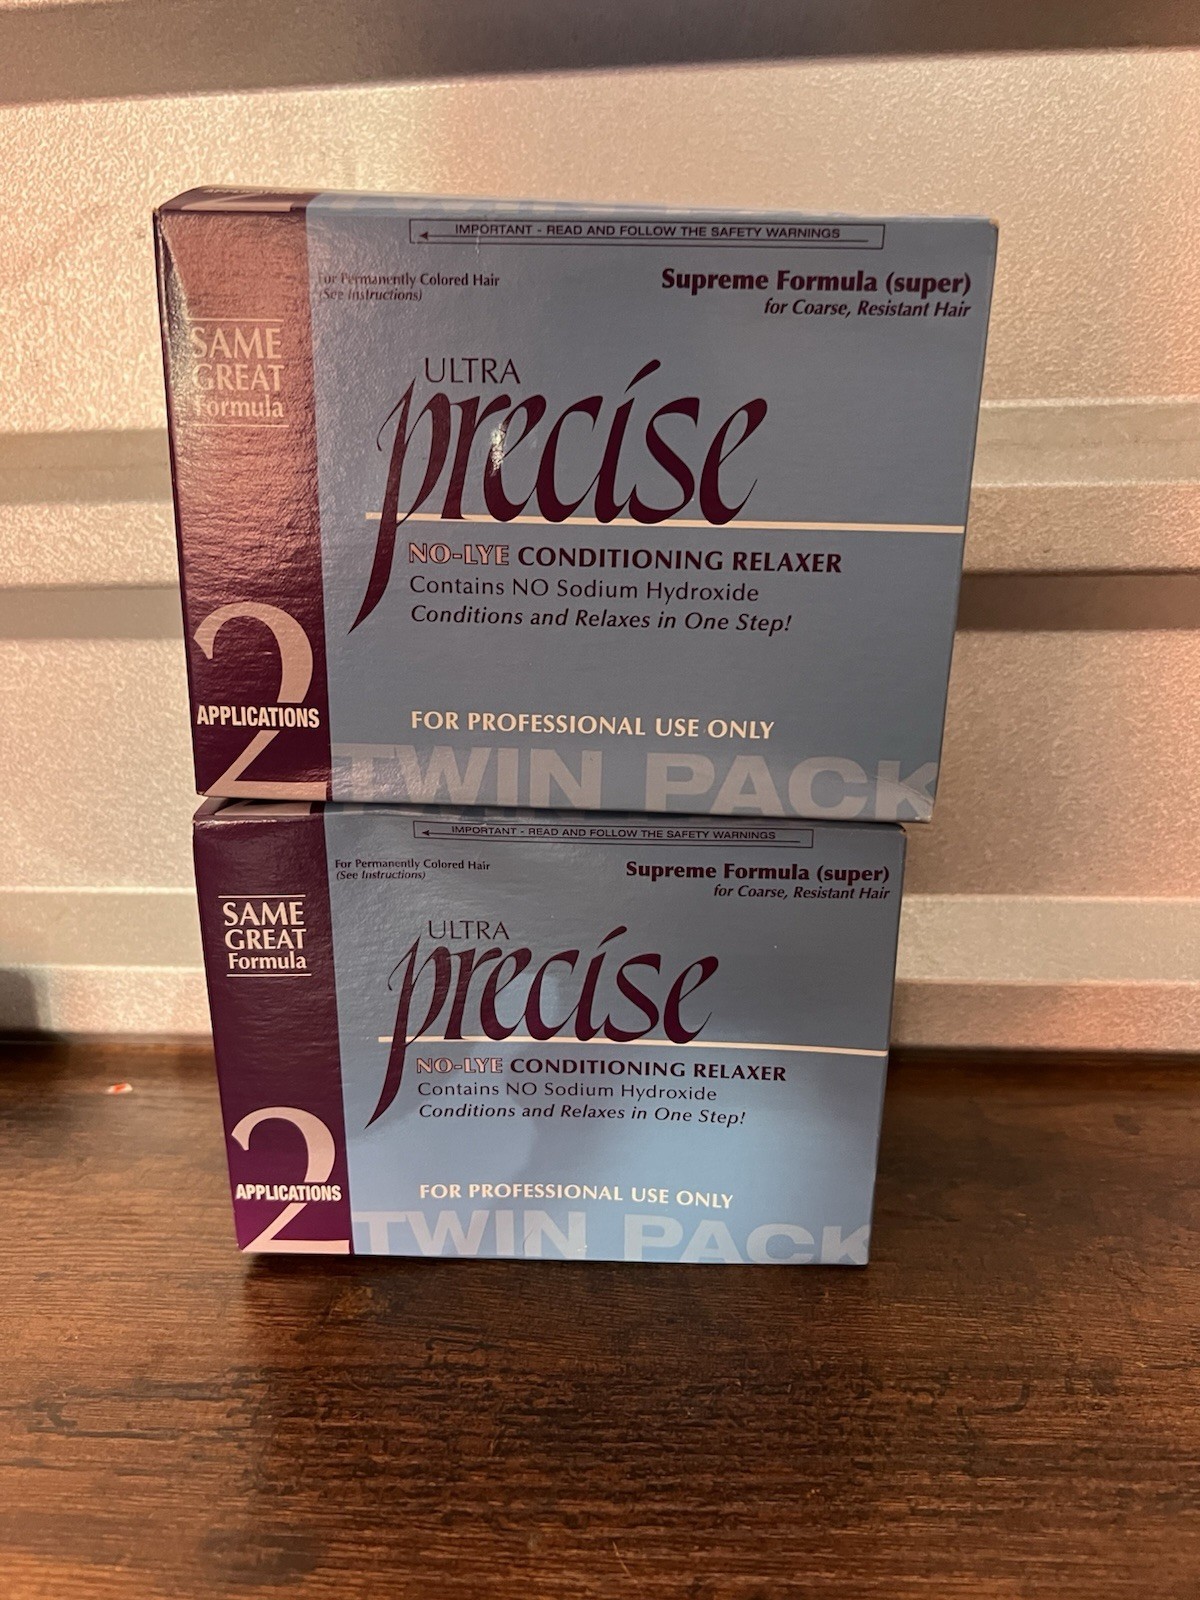 IMPORTANT - READ AND FOLLOW THE SAFETY WARNINGS
For Permanently Colored Hair
(See Instructions)
Supreme Formula (super)
for Coarse, Resistant Hair
SAME
GREAT
Formula
ULTRA
precise
NO-LYE CONDITIONING RELAXER
Contains NO Sodium Hydroxide
Conditions and Relaxes in One Step!
2
APPLICATIONS
FOR PROFESSIONAL USE ONLY
TWIN PACK
IMPORTANT - READ AND FOLLOW THE SAFETY WARNINGS
For Permanently Colored Hair
(See Instructions)
Supreme Formula (super)
for Coarse, Resistant Hair
SAME
GREAT
Formula
ULTRA
precise
NO-LYE CONDITIONING RELAXER
Contains NO Sodium Hydroxide
Conditions and Relaxes in One Step!
2
APPLICATIONS
FOR PROFESSIONAL USE ONLY
TWIN PACK